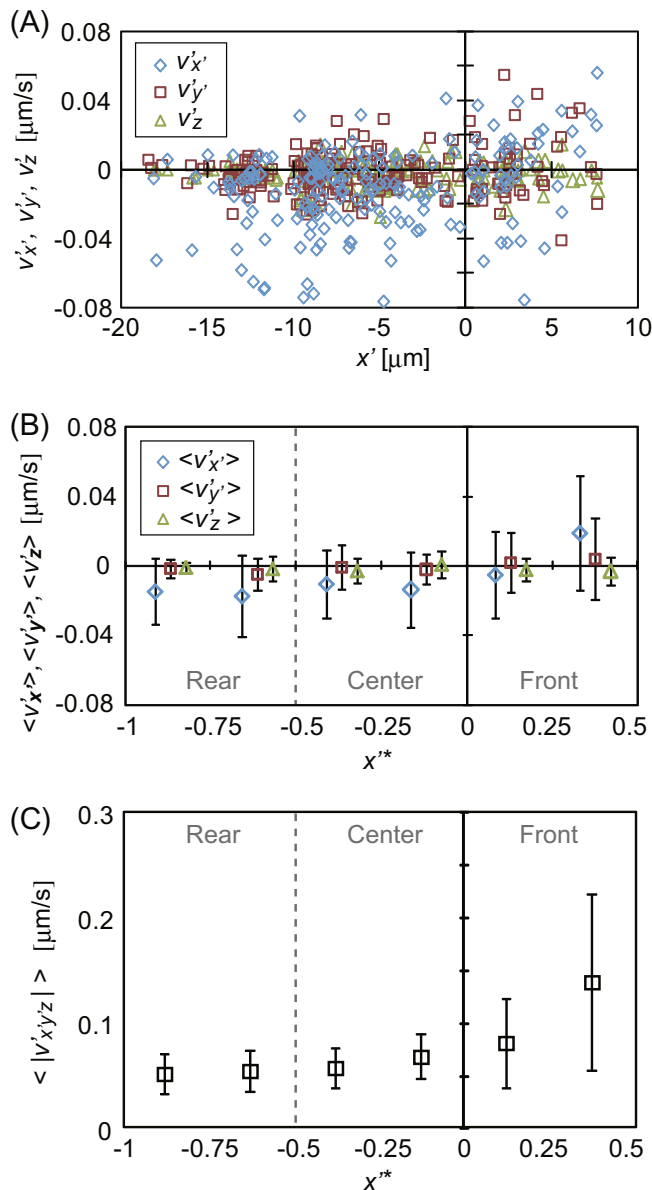 (A)
0.08
0.04
0
-0.04
-0.08
v'x'
v'y'
v'z
v'x', v'y', v'z [μm/s]
-20 -15 -10 -5 0 5 10
x' [μm]
(B)
0.08
0.04
0
-0.04
-0.08
<v'x'>
<v'y'>
<v'z >
<v'x'>, <v'y'>, <v'z> [μm/s]
Rear Center Front
-1 -0.75 -0.5 -0.25 0 0.25 0.5
x'*
(C)
0.3
0.2
0.1
0
Rear Center Front
< |v'x'y'z| > [μm/s]
-1 -0.75 -0.5 -0.25 0 0.25 0.5
x'*